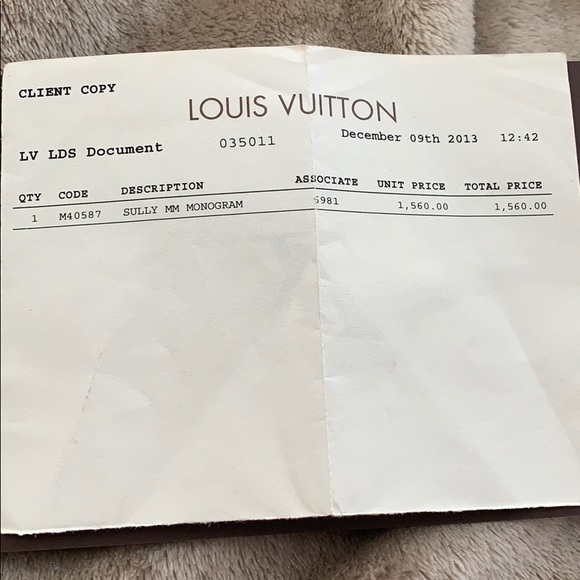 CLIENT COPY
LOUIS VUITTON
LV LDS Document 035011 December 09th 2013 12:42
QTY CODE DESCRIPTION ASSOCIATE UNIT PRICE TOTAL PRICE
1 M40587 SULLY MM MONOGRAM 5981 1,560.00 1,560.00